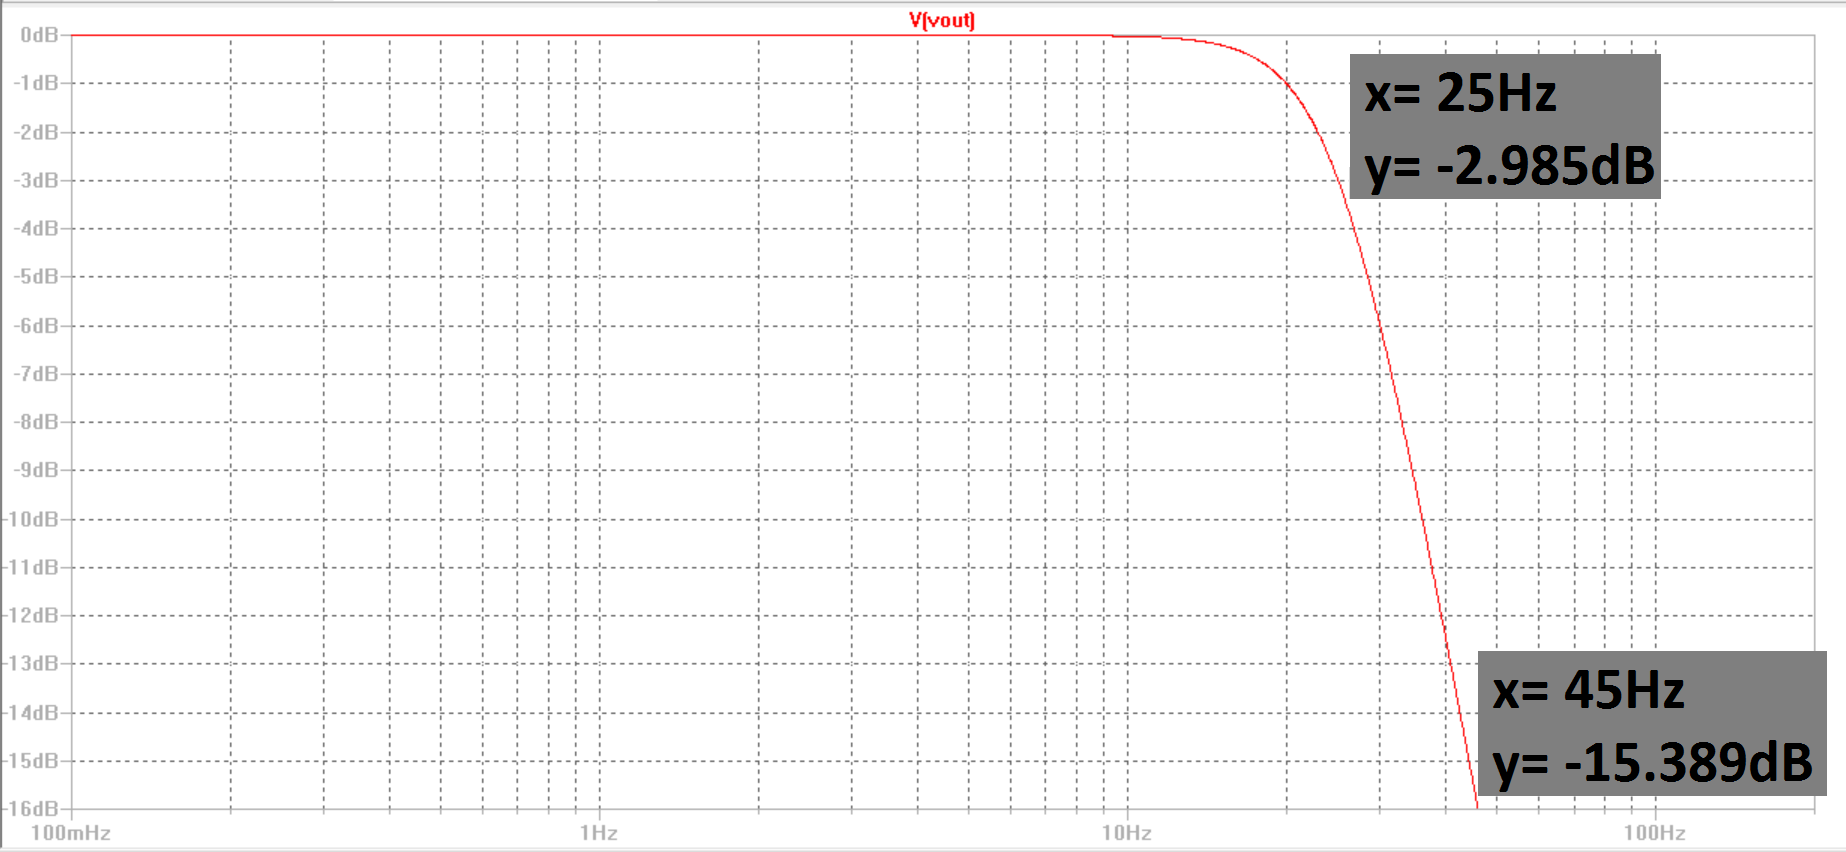 V(vout)
0dB
-1dB
-2dB
-3dB
-4dB
-5dB
-6dB
-7dB
-8dB
-9dB
-10dB
-11dB
-12dB
-13dB
-14dB
-15dB
-16dB
x= 25Hz
y= -2.985dB
x= 45Hz
y= -15.389dB
100mHz 1Hz 10Hz 100Hz